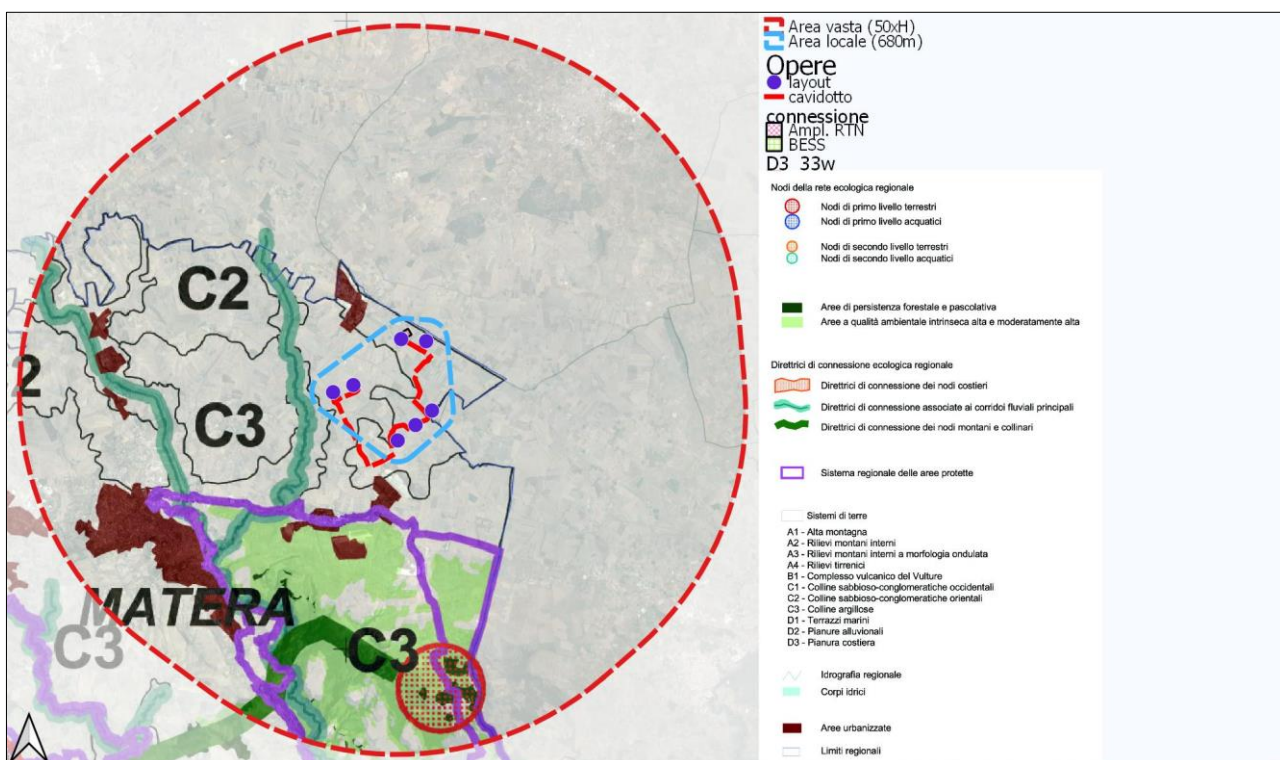 C2
2
C3
MATERA
C3
C3
Area vasta (50xH)
Area locale (680m)
Opere
layout
cavidotto
connessione
Ampl. RTN
BESS
D3 33w
Nodi della rete ecologica regionale
Nodi di primo livello terrestri
Nodi di primo livello acquatici
Nodi di secondo livello terrestri
Nodi di secondo livello acquatici
Aree di persistenza forestale e pascolativa
Aree a qualità ambientale intrinseca alta e moderatamente alta
Direttrici di connessione ecologica regionale
Direttrici di connessione dei nodi costieri
Direttrici di connessione associate ai corridoi fluviali principali
Direttrici di connessione dei nodi montani e collinari
Sistema regionale delle aree protette
Sistemi di terre
A1 - Alta montagna
A2 - Rilievi montani interni
A3 - Rilievi montani interni a morfologia ondulata
A4 - Rilievi tirrenici
B1 - Complesso vulcanico del Vulture
C1 - Colline sabbioso-conglomeratiche occidentali
C2 - Colline sabbioso-conglomeratiche orientali
C3 - Colline argillose
D1 - Terrazzi marini
D2 - Pianure alluvionali
D3 - Pianura costiera
Idrografia regionale
Corpi idrici
Aree urbanizzate
Limiti regionali